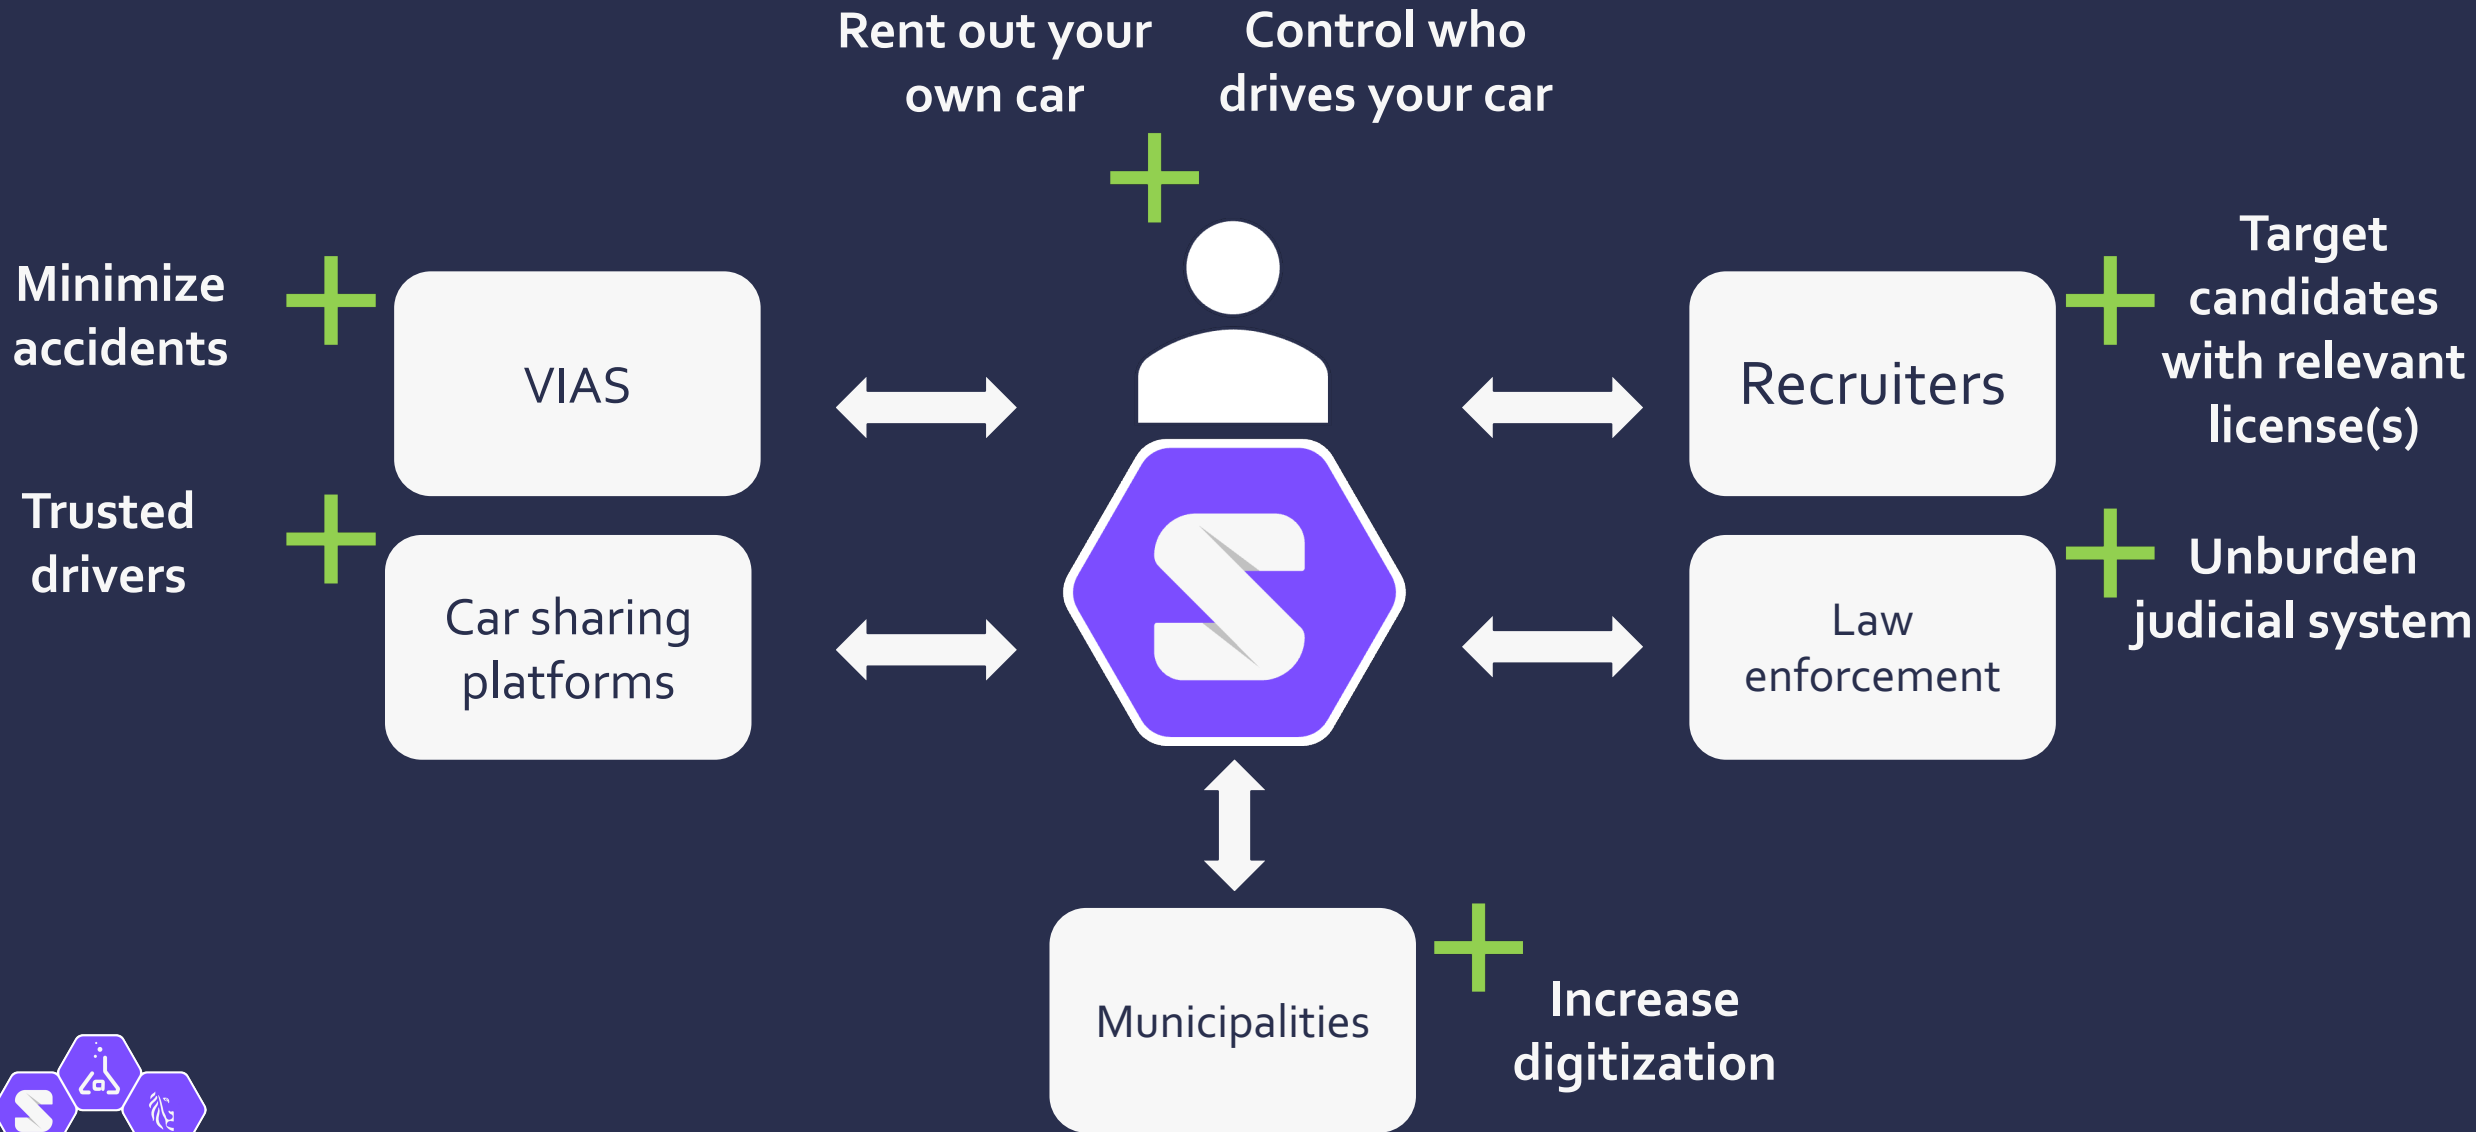 Rent out your
own car
Control who
drives your car
Minimize
accidents
VIAS
Recruiters
Target
candidates
with relevant
license(s)
Trusted
drivers
Car sharing
platforms
Law
enforcement
Unburden
judicial system
Municipalities
Increase
digitization